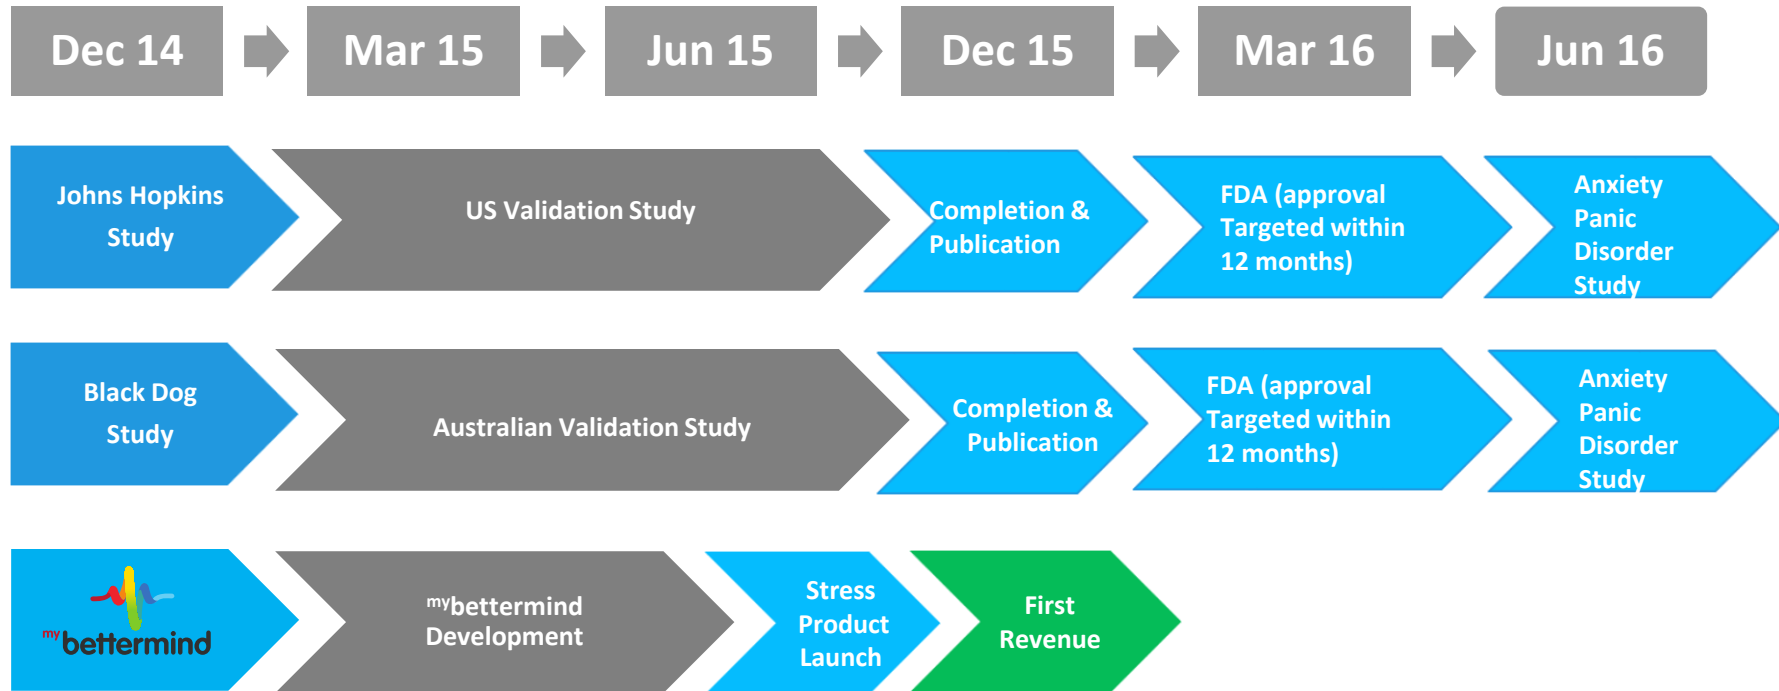 Dec 14
Mar 15
Jun 15
Dec 15
Mar 16
Jun 16
Johns Hopkins
Study
US Validation Study
Completion &
Publication
FDA (approval
Targeted within
12 months)
Anxiety
Panic
Disorder
Study
Black Dog
Study
Australian Validation Study
Completion &
Publication
FDA (approval
Targeted within
12 months)
Anxiety
Panic
Disorder
Study
my bettermind
mybettermind
Development
Stress
Product
Launch
First
Revenue